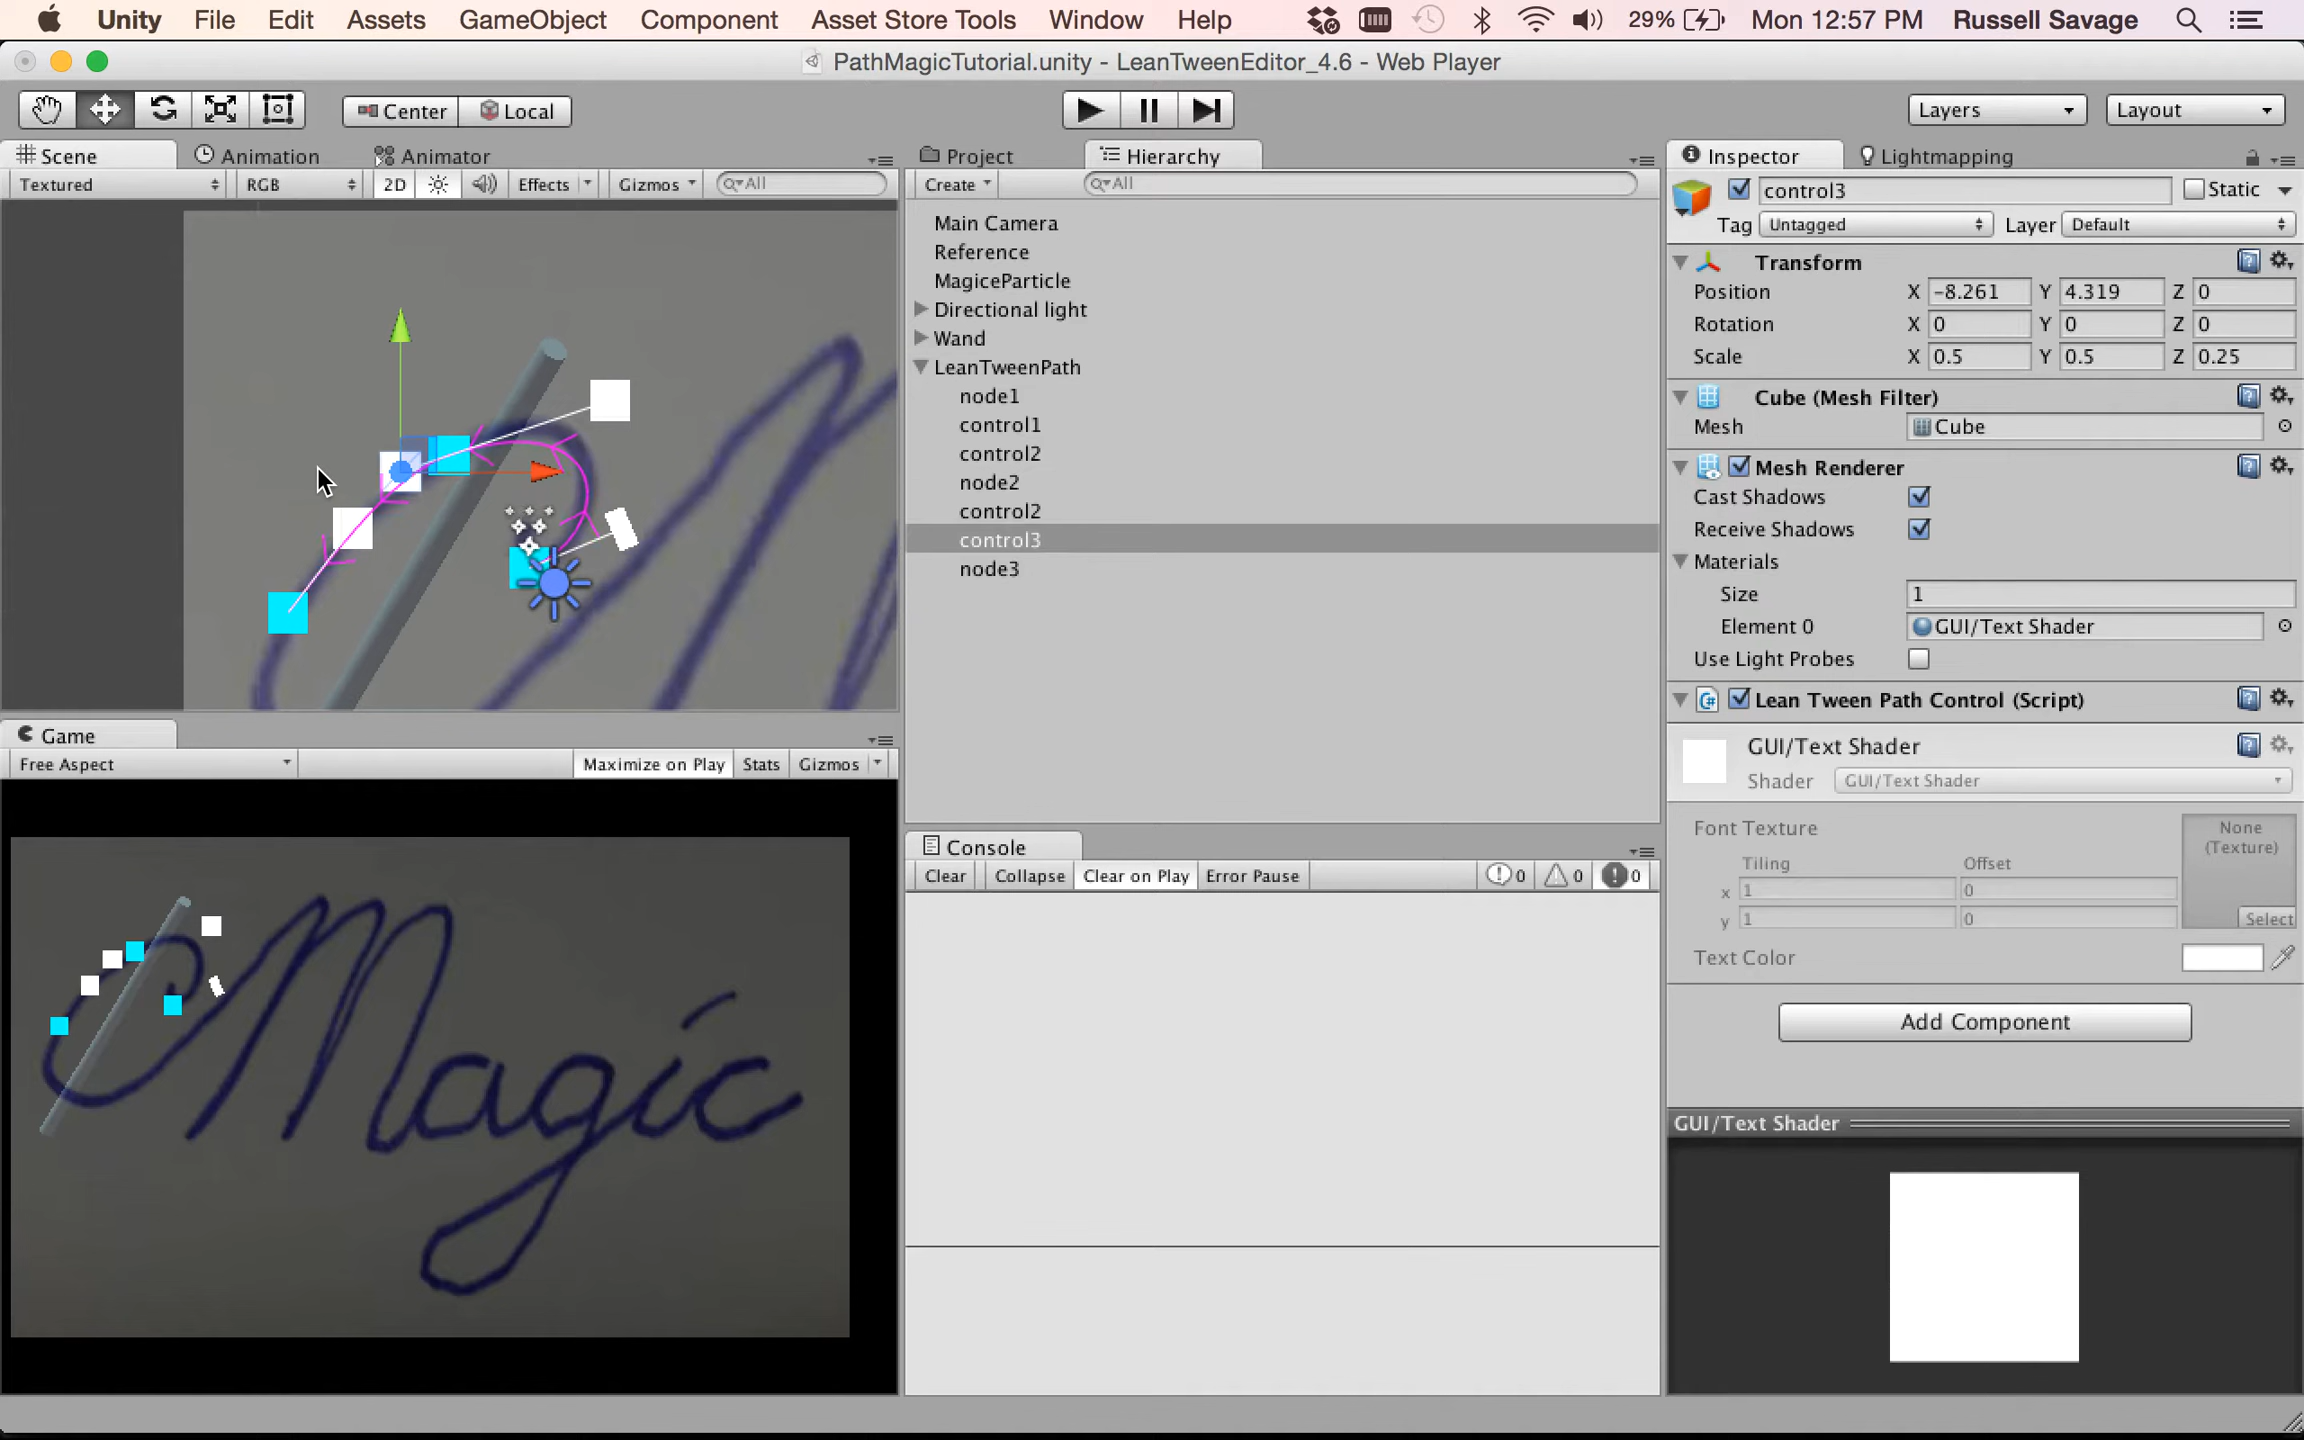 Unity File Edit Assets GameObject Component Asset Store Tools Window Help 29% Mon 12:57 PM Russell Savage
PathMagicTutorial.unity - LeanTweenEditor_4.6 - Web Player
Center Local Layers Layout
Scene Animation Animator
Textured RGB 2D Effects Gizmos All
Project Hierarchy
Create All
Main Camera
Reference
MagiceParticle
Directional light
Wand
LeanTweenPath
node1
control1
control2
node2
control2
control3
node3
Inspector Lightmapping
control3 Static
Tag Untagged Layer Default
Transform
Position X -8.261 Y 4.319 Z 0
Rotation X 0 Y 0 Z 0
Scale X 0.5 Y 0.5 Z 0.25
Cube (Mesh Filter)
Mesh Cube
Mesh Renderer
Cast Shadows
Receive Shadows
Materials
Size 1
Element 0 GUI/Text Shader
Use Light Probes
Lean Tween Path Control (Script)
GUI/Text Shader
Shader GUI/Text Shader
Font Texture None
(Texture)
Tiling Offset
x 1 0
y 1 0
Select
Text Color
Add Component
GUI/Text Shader
Game
Free Aspect Maximize on Play Stats Gizmos
Magic
Console
Clear Collapse Clear on Play Error Pause 0 0 0